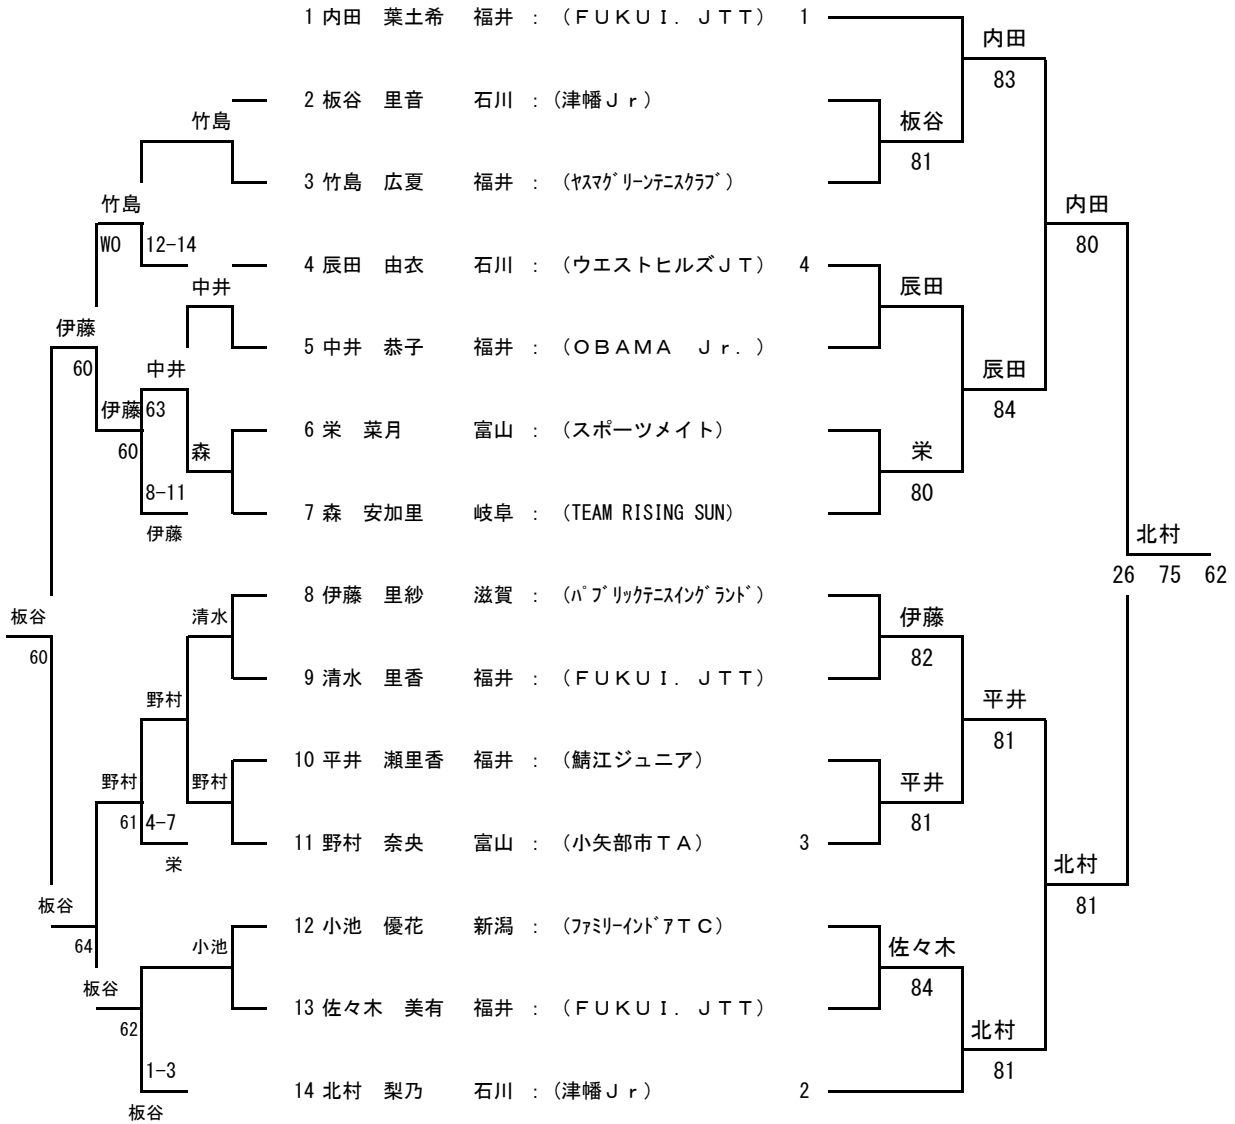 1 内田　葉土希 福井 : （ＦＵＫＵＩ．ＪＴＴ） 1
内田
83
2 板谷　里音 石川 : （津幡Ｊｒ）
竹島 板谷
81
3 竹島　広夏 福井 : （ﾔｽﾏｸﾞﾘｰﾝﾃﾆｽｸﾗﾌﾞ）
竹島 内田
WO 12-14 80
4 辰田　由衣 石川 : （ウエストヒルズＪＴ） 4
中井 辰田
伊藤
5 中井　恭子 福井 : （ＯＢＡＭＡ　Ｊｒ．）
60 中井 辰田
伊藤 63 84
6 栄　菜月 富山 : （スポーツメイト）
60 森 栄
8-11 80
7 森　安加里 岐阜 : （TEAM RISING SUN）
伊藤 北村
26 75 62
8 伊藤　里紗 滋賀 : （ﾊﾟﾌﾞﾘｯｸﾃﾆｽｲﾝｸﾞﾗﾝﾄﾞ）
板谷 清水 伊藤
60 82
9 清水　里香 福井 : （ＦＵＫＵＩ．ＪＴＴ）
野村 平井
81
10 平井　瀬里香 福井 : （鯖江ジュニア）
野村 野村 平井
61 4-7 81
11 野村　奈央 富山 : （小矢部市ＴＡ） 3
栄 北村
板谷 81
12 小池　優花 新潟 : （ﾌｧﾐﾘｰｲﾝﾄﾞｱＴＣ）
64 小池 佐々木
板谷 84
13 佐々木　美有 福井 : （ＦＵＫＵＩ．ＪＴＴ）
62 北村
1-3 81
14 北村　梨乃 石川 : （津幡Ｊｒ） 2
板谷